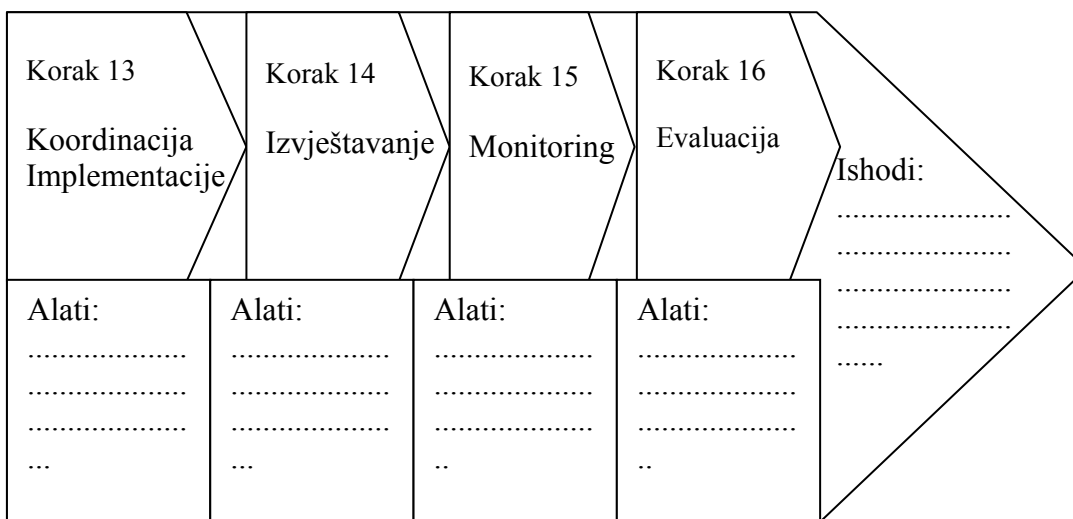 Korak 13
Koordinacija
Implementacije
Korak 14
Izvještavanje
Korak 15
Monitoring
Korak 16
Evaluacija
Ishodi:
......................
......................
......................
......................
......
Alati:
....................
....................
....................
...
Alati:
....................
....................
....................
...
Alati:
....................
....................
....................
..
Alati:
....................
....................
....................
..